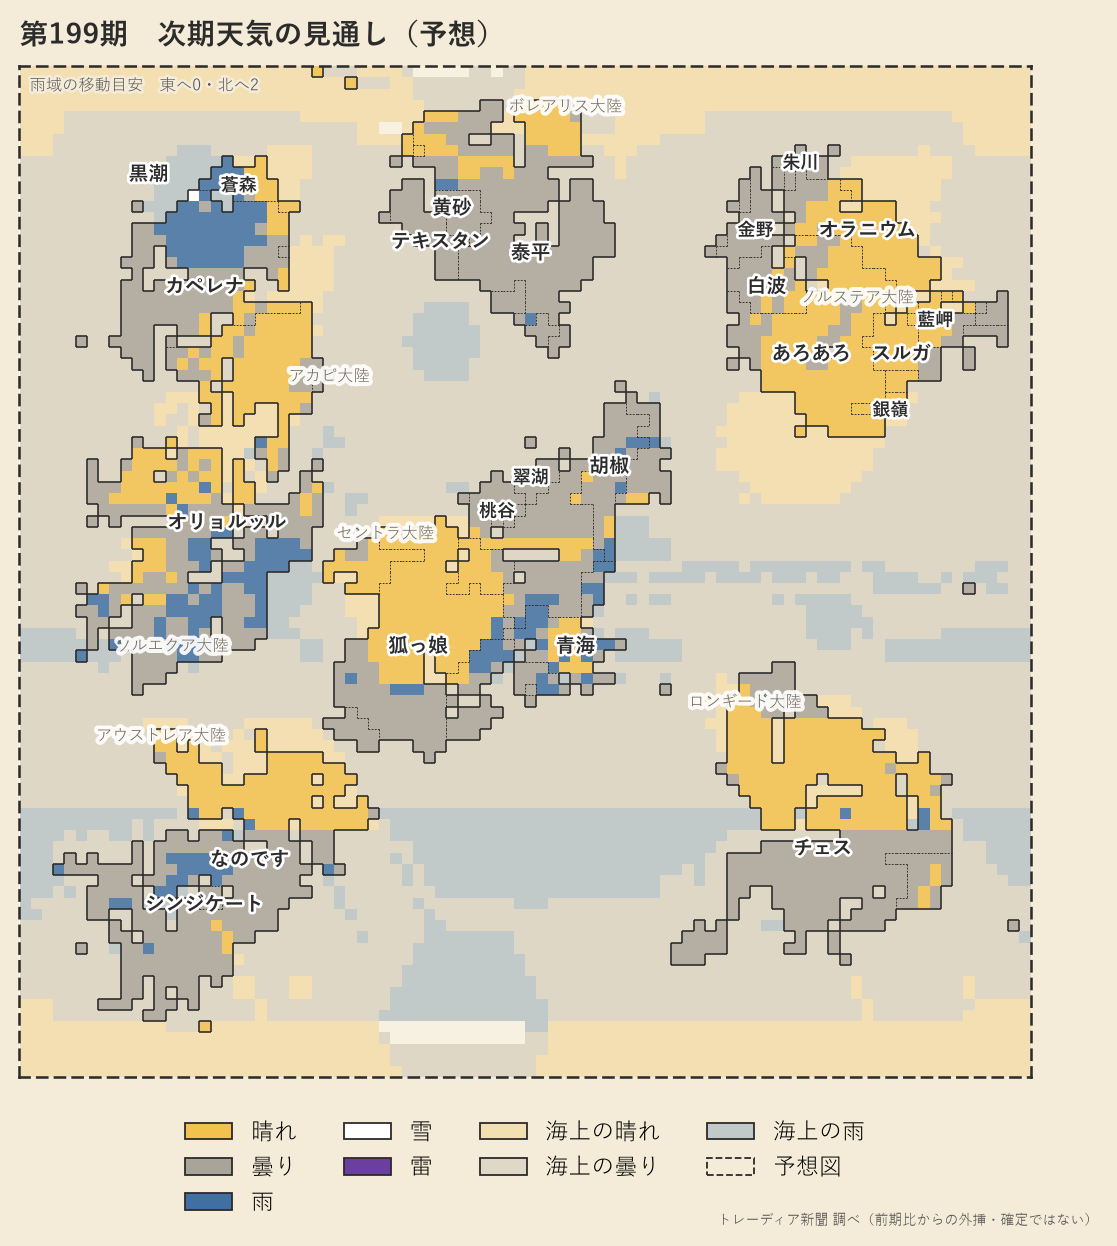 第199期　次期天気の見通し（予想）
雨域の移動目安　東へ0・北へ2
ボレアリス大陸
朱川
黒潮
蒼森
黄砂
テキスタン
泰平
金野
オラニウム
カペレナ
白波
ノルステア大陸
藍岬
あろあろ
スルガ
アカピ大陸
銀嶺
胡椒
翠湖
桃谷
オリョルッル
セントラ大陸
ソルエクア大陸
狐っ娘
青海
ロンギード大陸
アウストレア大陸
なのです
チェス
シンジケート
晴れ
雪
海上の晴れ
海上の雨
曇り
雷
海上の曇り
予想図
雨
トレーディア新聞 調べ（前期比からの外挿・確定ではない）